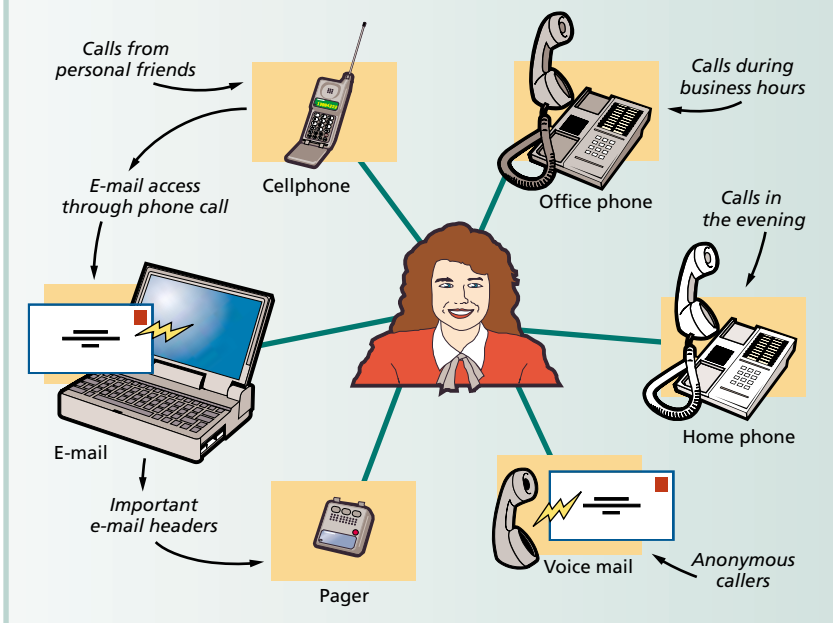 Calls from
personal friends
Cellphone
Calls during
business hours
Office phone
E-mail access
through phone call
Calls in
the evening
E-mail
Home phone
Important
e-mail headers
Pager
Voice mail
Anonymous
callers